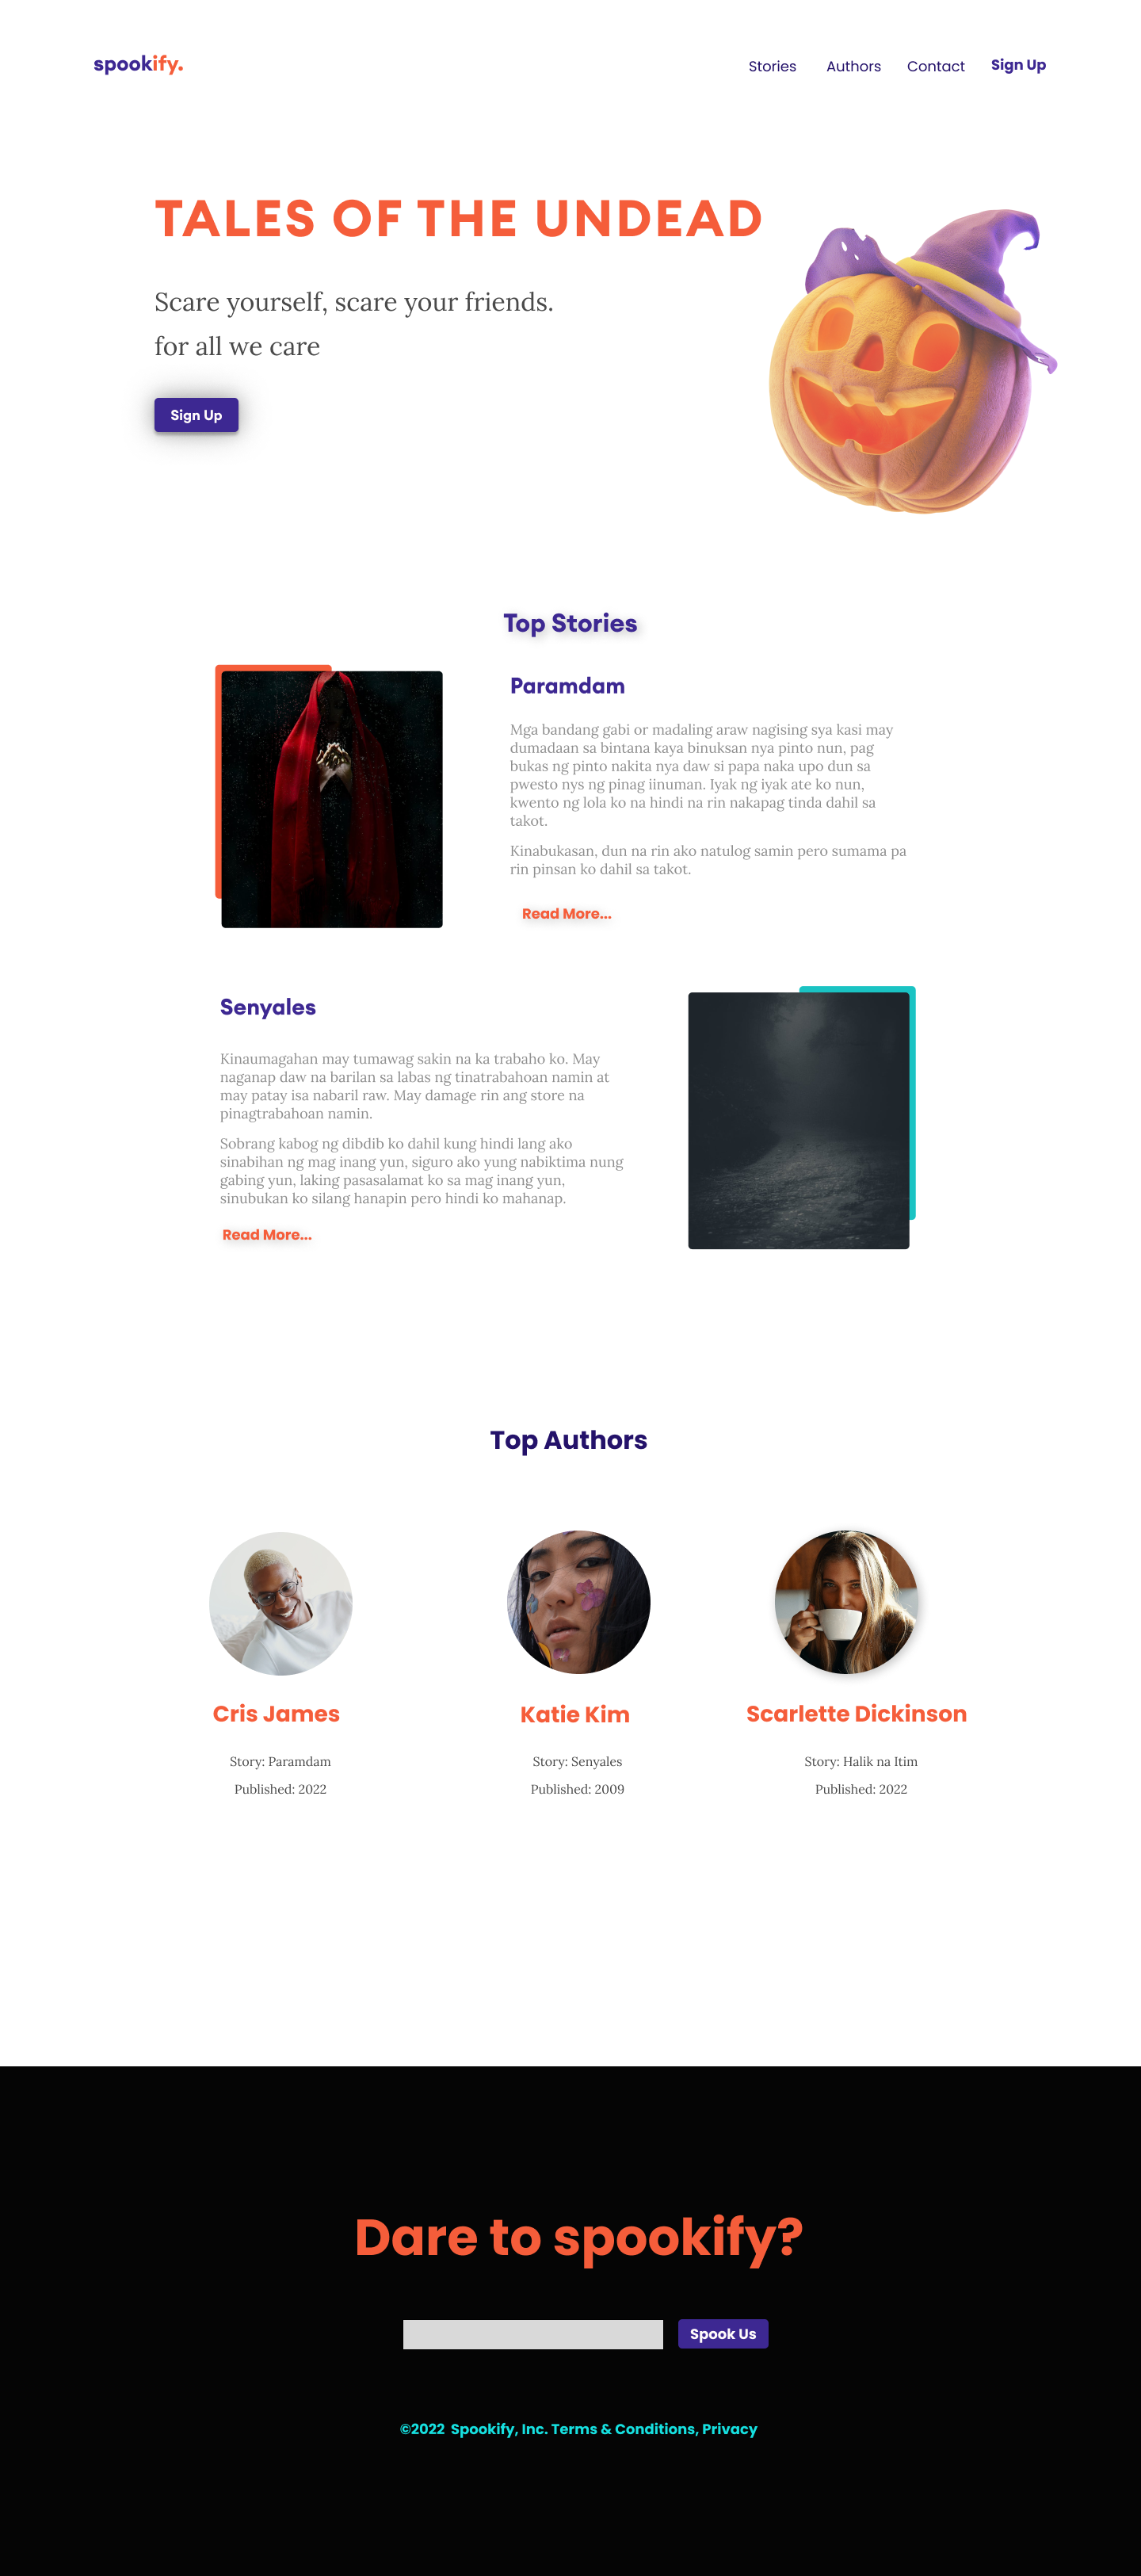 spookify.
Stories Authors Contact Sign Up
TALES OF THE UNDEAD
Scare yourself, scare your friends.
for all we care
Sign Up
Top Stories
Paramdam
Mga bandang gabi or madaling araw nagising sya kasi may
dumadaan sa bintana kaya binuksan nya pinto nun, pag
bukas ng pinto nakita nya daw si papa naka upo dun sa
pwesto nys ng pinag iinuman. Iyak ng iyak ate ko nun,
kwento ng lola ko na hindi na rin nakapag tinda dahil sa
takot.
Kinabukasan, dun na rin ako natulog samin pero sumama pa
rin pinsan ko dahil sa takot.
Read More...
Senyales
Kinaumagahan may tumawag sakin na ka trabaho ko. May
naganap daw na barilan sa labas ng tinatrabahoan namin at
may patay isa nabaril raw. May damage rin ang store na
pinagtrabahoan namin.
Sobrang kabog ng dibdib ko dahil kung hindi lang ako
sinabihan ng mag inang yun, siguro ako yung nabiktima nung
gabing yun, laking pasasalamat ko sa mag inang yun,
sinubukan ko silang hanapin pero hindi ko mahanap.
Read More...
Top Authors
Cris James
Story: Paramdam
Published: 2022
Katie Kim
Story: Senyales
Published: 2009
Scarlette Dickinson
Story: Halik na Itim
Published: 2022
Dare to spookify?
Spook Us
©2022 Spookify, Inc. Terms & Conditions, Privacy